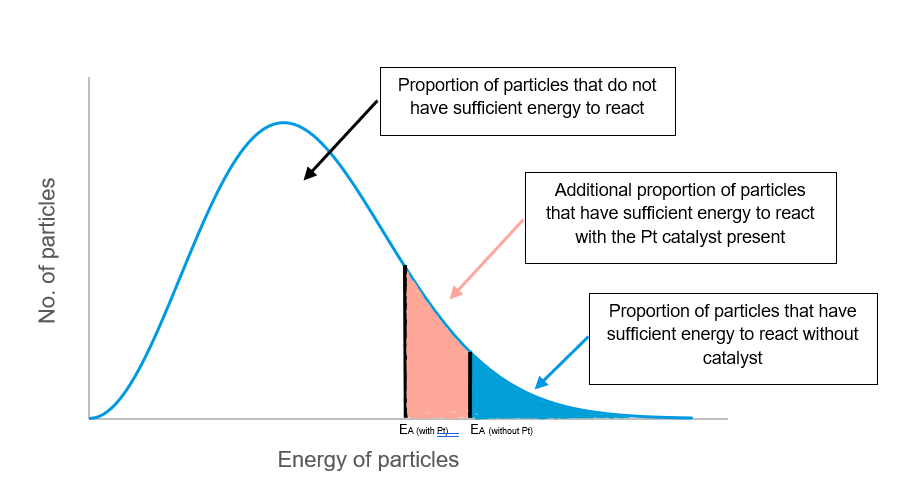 Proportion of particles that do not
have sufficient energy to react
Additional proportion of particles
that have sufficient energy to react
with the Pt catalyst present
Proportion of particles that have
sufficient energy to react without
catalyst
No. of particles
EA (with Pt)
EA (without Pt)
Energy of particles